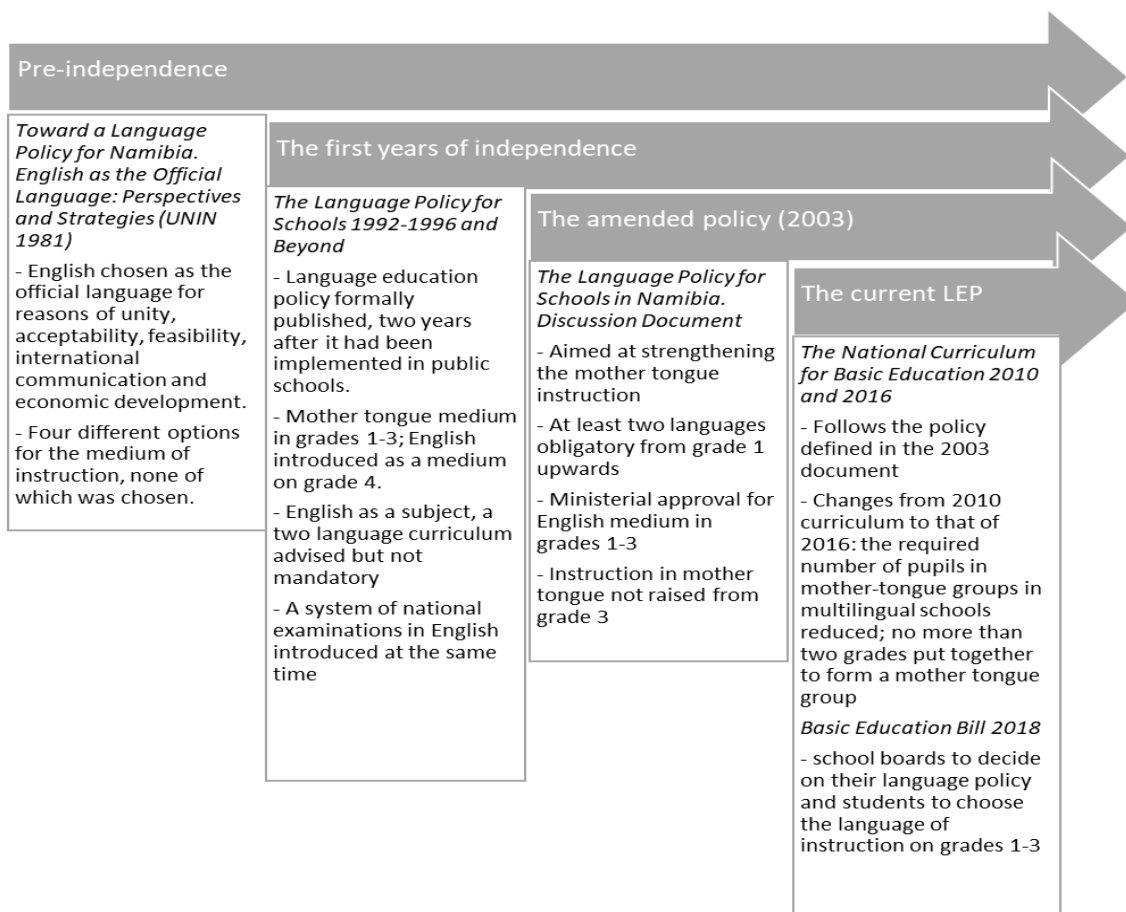 Pre-independence
Toward a Language
Policy for Namibia.
English as the Official
Language: Perspectives
and Strategies (UNIN
1981)
- English chosen as the
official language for
reasons of unity,
acceptability, feasibility,
international
communication and
economic development.
- Four different options
for the medium of
instruction, none of
which was chosen.
The first years of independence
The Language Policy for
Schools 1992-1996 and
Beyond
- Language education
policy formally
published, two years
after it had been
implemented in public
schools.
- Mother tongue medium
in grades 1-3; English
introduced as a medium
on grade 4.
- English as a subject, a
two language curriculum
advised but not
mandatory
- A system of national
examinations in English
introduced at the same
time
The amended policy (2003)
The Language Policy for
Schools in Namibia.
Discussion Document
- Aimed at strengthening
the mother tongue
instruction
- At least two languages
obligatory from grade 1
upwards
- Ministerial approval for
English medium in
grades 1-3
- Instruction in mother
tongue not raised from
grade 3
The current LEP
The National Curriculum
for Basic Education 2010
and 2016
- Follows the policy
defined in the 2003
document
- Changes from 2010
curriculum to that of
2016: the required
number of pupils in
mother-tongue groups in
multilingual schools
reduced; no more than
two grades put together
to form a mother tongue
group
Basic Education Bill 2018
- school boards to decide
on their language policy
and students to choose
the language of
instruction on grades 1-3